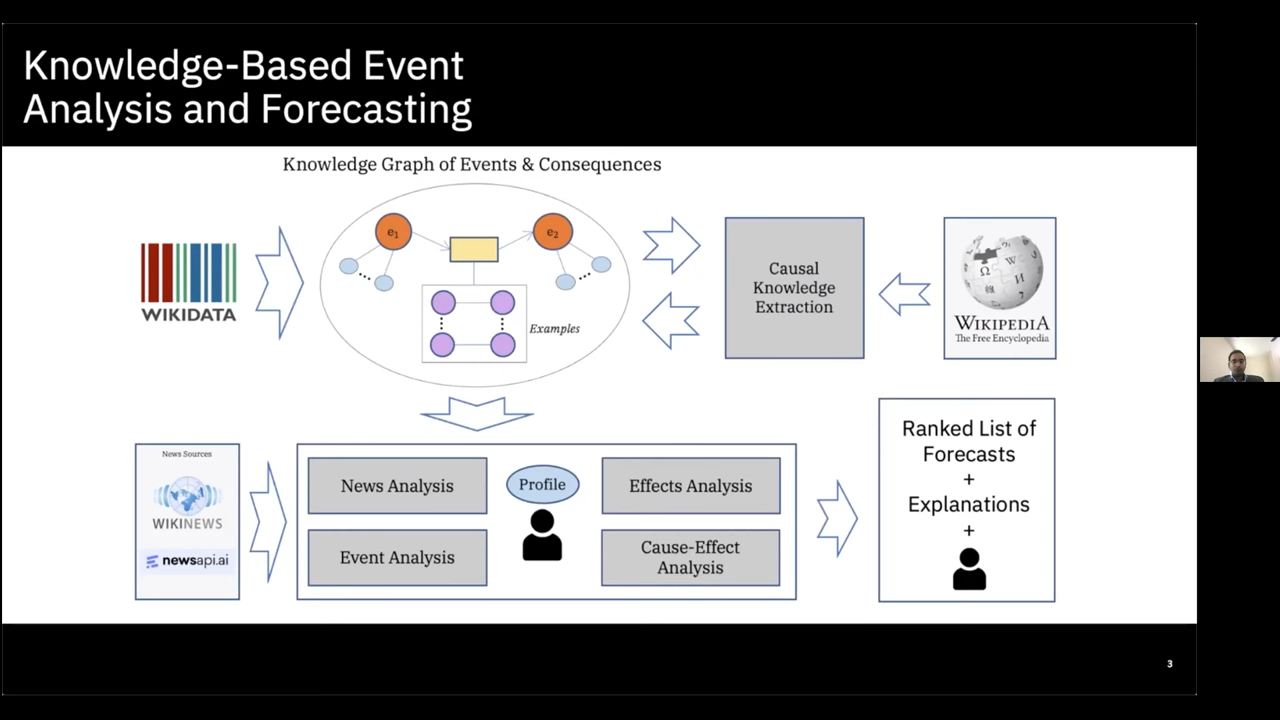 Knowledge-Based Event
Analysis and Forecasting
Knowledge Graph of Events & Consequences
WIKIDATA
e1
e2
Examples
Causal
Knowledge
Extraction
WIKIPEDIA
The Free Encyclopedia
Ω
W
И
News Sources
WIKINEWS
newsapi.ai
News Analysis
Profile
Effects Analysis
Event Analysis
Cause-Effect
Analysis
Ranked List of
Forecasts
+
Explanations
+
3